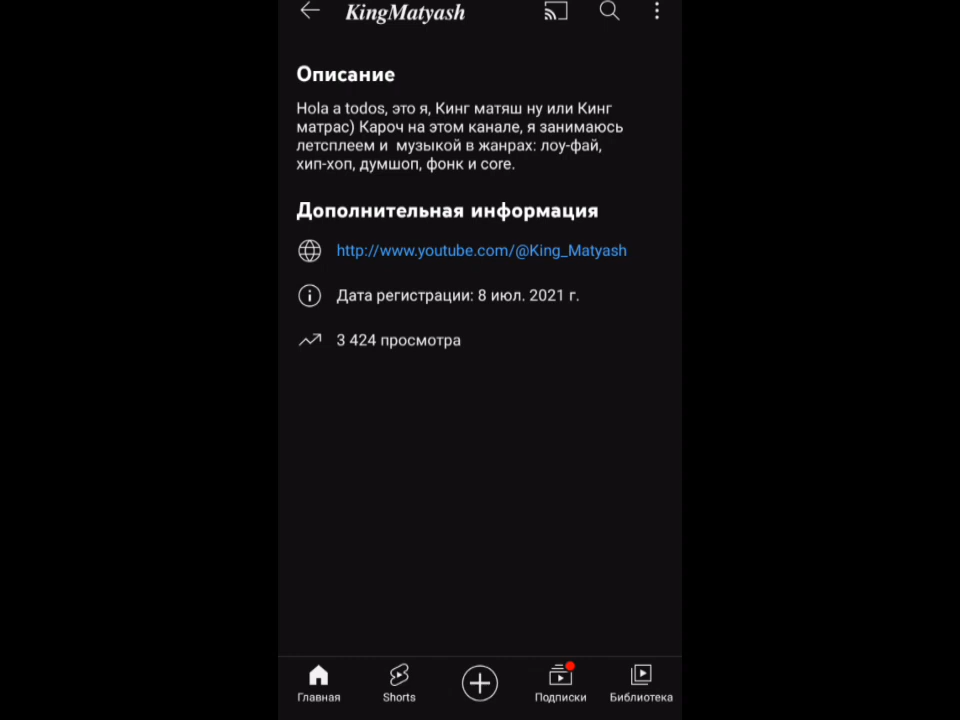 KingMatyash
Описание
Hola a todos, это я, Кинг матяш ну или Кинг
матрас) Кароч на этом канале, я занимаюсь
летсплеем и  музыкой в жанрах: лоу-фай,
хип-хоп, думшоп, фонк и core.
Дополнительная информация
http://www.youtube.com/@King_Matyash
Дата регистрации: 8 июл. 2021 г.
3 424 просмотра
Главная
Shorts
Подписки
Библиотека